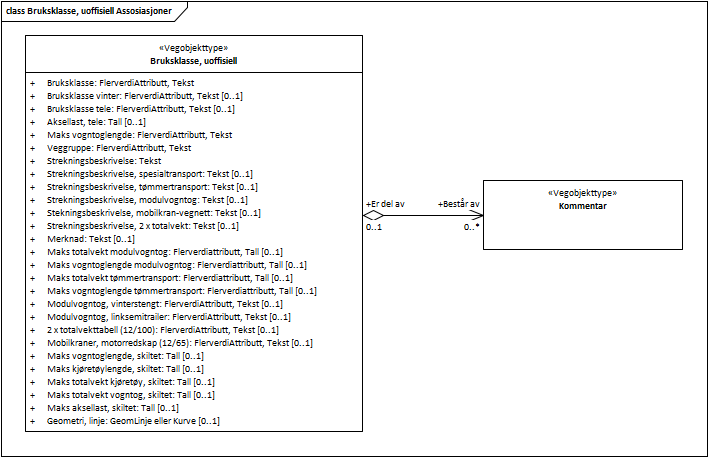 class Bruksklasse, uoffisiell Assosiasjoner
«Vegobjekttype»
Bruksklasse, uoffisiell
+ Bruksklasse: FlerverdiAttributt, Tekst
+ Bruksklasse vinter: FlerverdiAttributt, Tekst [0..1]
+ Bruksklasse tele: FlerverdiAttributt, Tekst [0..1]
+ Aksellast, tele: Tall [0..1]
+ Maks vogntoglengde: FlerverdiAttributt, Tekst
+ Veggruppe: FlerverdiAttributt, Tekst
+ Strekningsbeskrivelse: Tekst
+ Strekningsbeskrivelse, spesialtransport: Tekst [0..1]
+ Strekningsbeskrivelse, tømmertransport: Tekst [0..1]
+ Strekningsbeskrivelse, modulvogntog: Tekst [0..1]
+ Stekningsbeskrivelse, mobilkran-vegnett: Tekst [0..1]
+ Strekningsbeskrivelse, 2 x totalvekt: Tekst [0..1]
+ Merknad: Tekst [0..1]
+ Maks totalvekt modulvogntog: FlerverdiAttributt, Tall [0..1]
+ Maks vogntoglengde modulvogntog: Flerverdiattributt, Tall [0..1]
+ Maks totalvekt tømmertransport: Flerverdiattributt, Tall [0..1]
+ Maks vogntoglengde tømmertransport: FlerverdiAttributt, Tall [0..1]
+ Modulvogntog, vinterstengt: FlerverdiAttributt, Tekst [0..1]
+ Modulvogntog, linksemitrailer: FlerverdiAttributt, Tekst [0..1]
+ 2 x totalvekttabell (12/100): FlerverdiAttributt, Tekst [0..1]
+ Mobilkraner, motorredskap (12/65): FlerverdiAttributt, Tekst [0..1]
+ Maks vogntoglengde, skiltet: Tall [0..1]
+ Maks kjøretøylengde, skiltet: Tall [0..1]
+ Maks totalvekt kjøretøy, skiltet: Tall [0..1]
+ Maks totalvekt vogntog, skiltet: Tall [0..1]
+ Maks aksellast, skiltet: Tall [0..1]
+ Geometri, linje: GeomLinje eller Kurve [0..1]
+Er del av
0..1
+Består av
0..*
«Vegobjekttype»
Kommentar